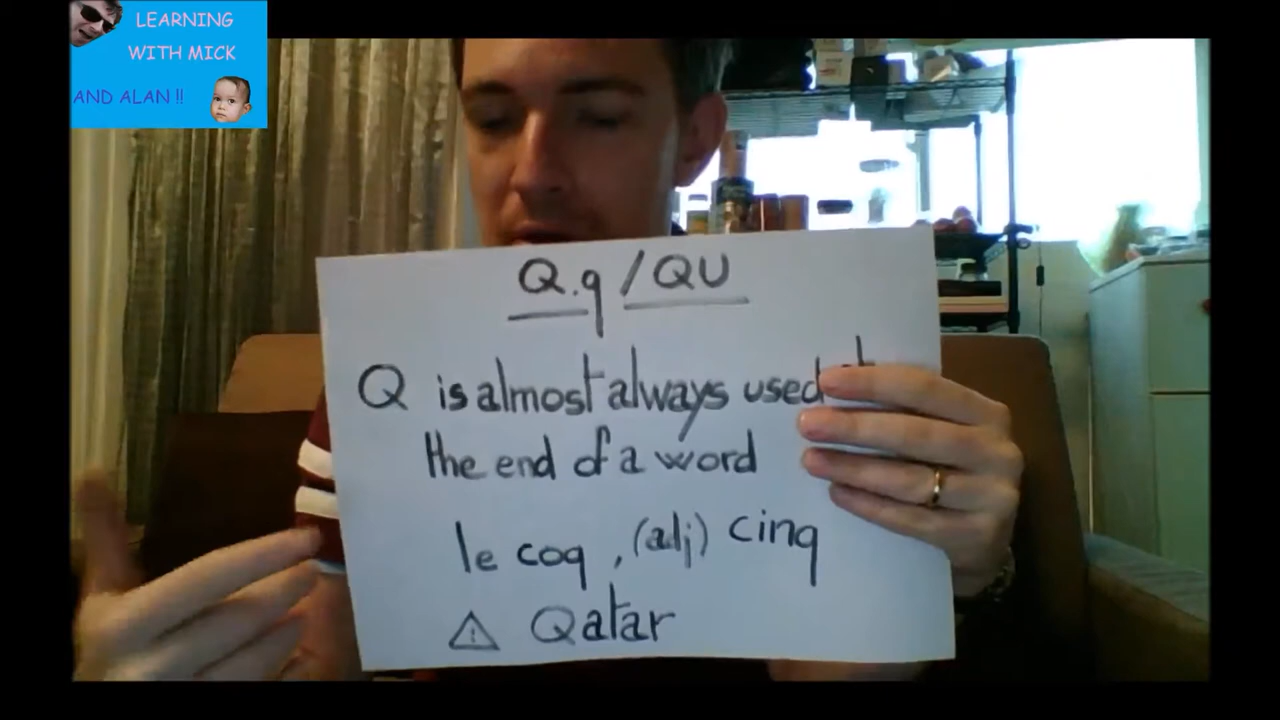 LEARNING
WITH MICK
AND ALAN !!
Q.q / QU
Q is almost always used
the end of a word
le coq , (adj) cinq
Qatar